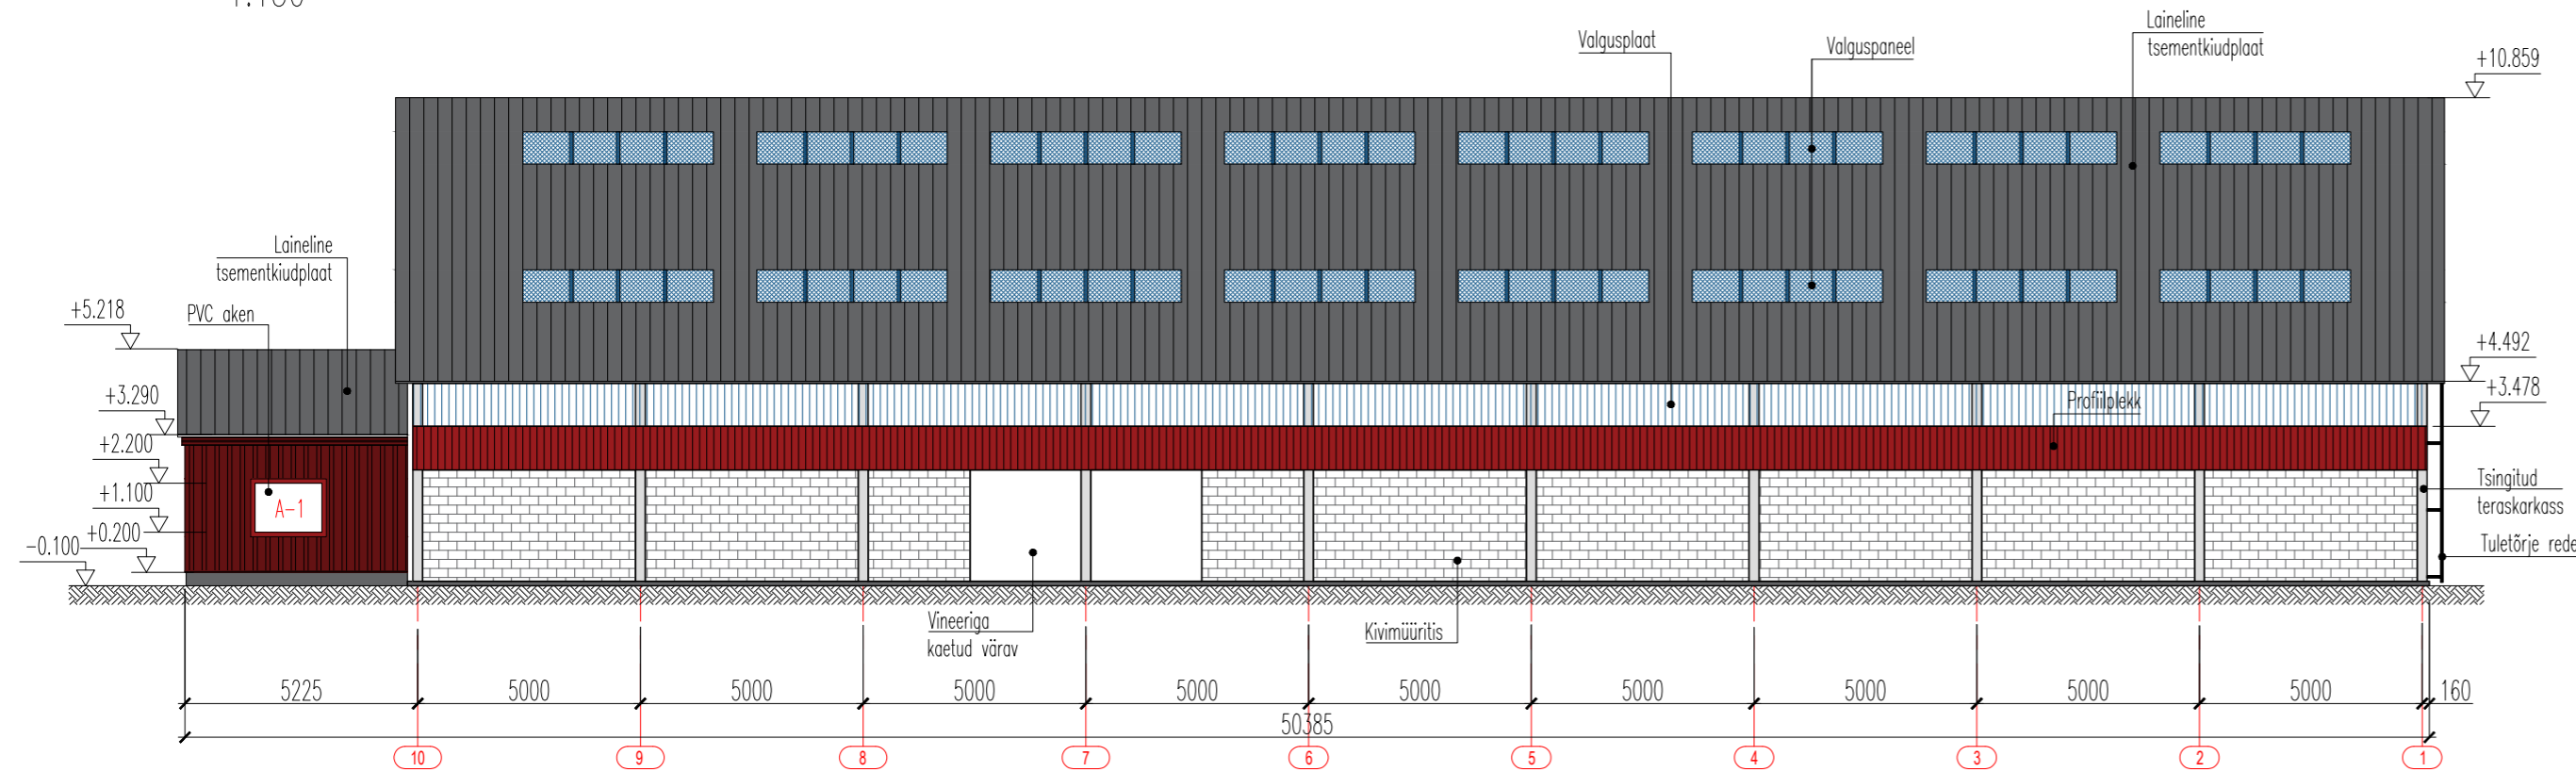 Laineline
tsementkiudplaat
Valgusplaat
Valguspaneel
+10.859
Laineline
tsementkiudplaat
+5.218
PVC aken
+4.492
+3.290
+3.478
Profiilplekk
+2.200
+1.100
A-1
Tsingitud
teraskarkass
+0.200
-0.100
Tuletõrje rede
Vineeriga
kaetud värav
Kivimüüritis
5225 5000 5000 5000 5000 5000 5000 5000 5000 5000 160
50385
10 9 8 7 6 5 4 3 2 1